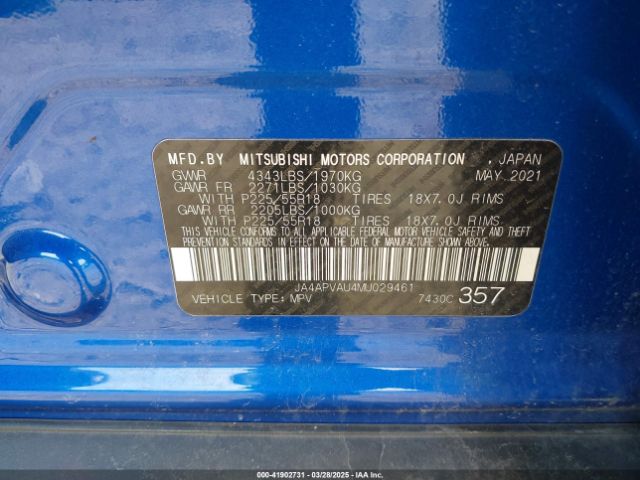 MFD.BY MITSUBISHI MOTORS CORPORATION , JAPAN
GVWR 4343LBS/1970KG MAY 2021
GAWR FR 2271LBS/1030KG
WITH P225/55R18 TIRES 18X7.0J RIMS
GAWR RR 2205LBS/1000KG
WITH P225/55R18 TIRES 18X7.0J RIMS
THIS VEHICLE CONFORMS TO ALL APPLICABLE FEDERAL MOTOR VEHICLE SAFETY AND THEFT
PREVENTION STANDARDS IN EFFECT ON THE DATE OF MANUFACTURE SHOWN ABOVE.
JA4APVAU4MU029461
VEHICLE TYPE:MPV 7430C 357
000-41902731 - 03/28/2025 - IAA Inc.